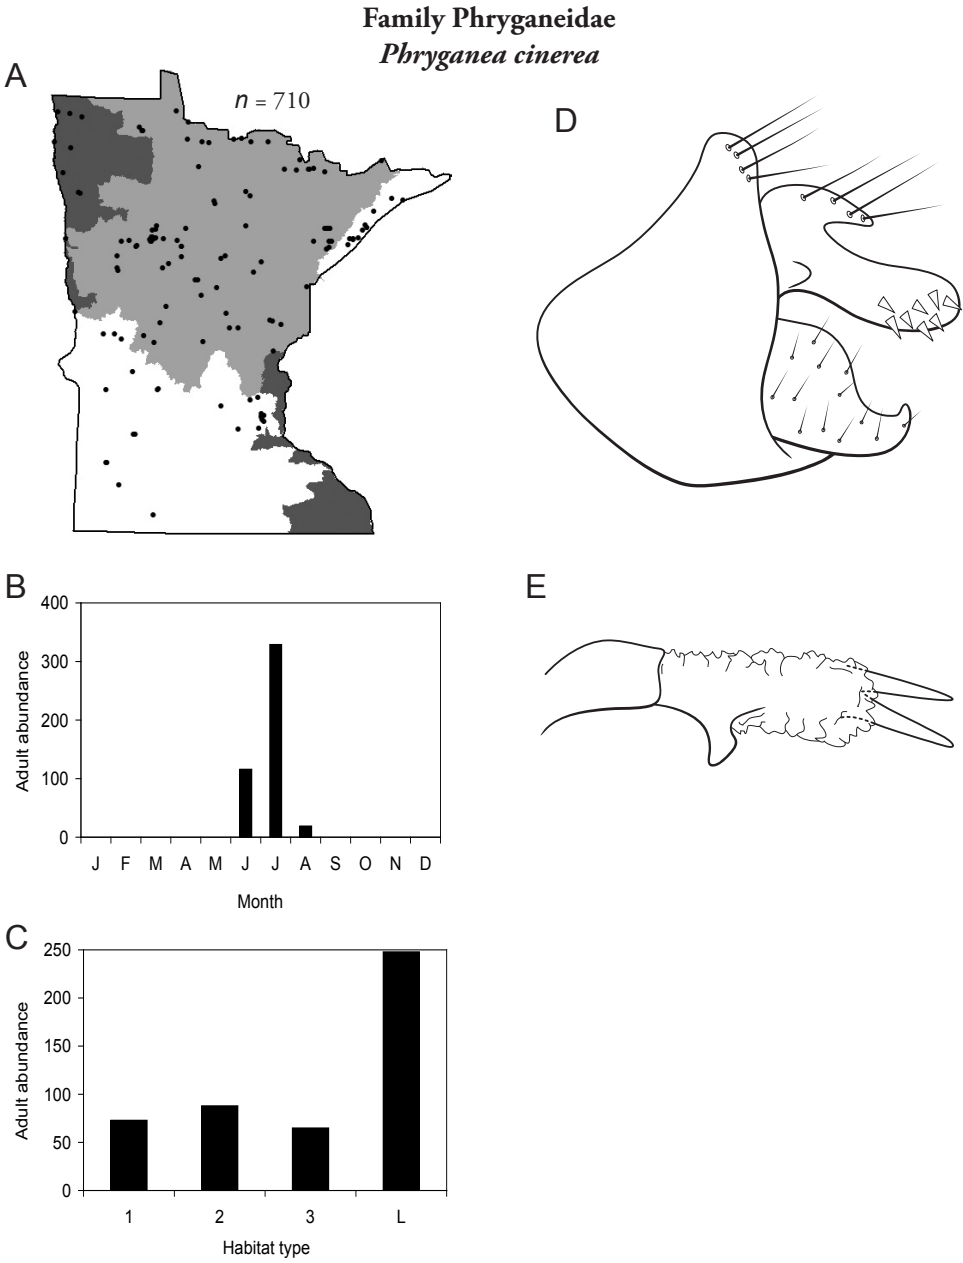 Family Phryganeidae
Phryganea cinerea
A
n = 710
D
B
400
300
200
100
0
Adult abundance
J F M A M J J A S O N D
Month
E
C
250
200
150
100
50
0
Adult abundance
1 2 3 L
Habitat type